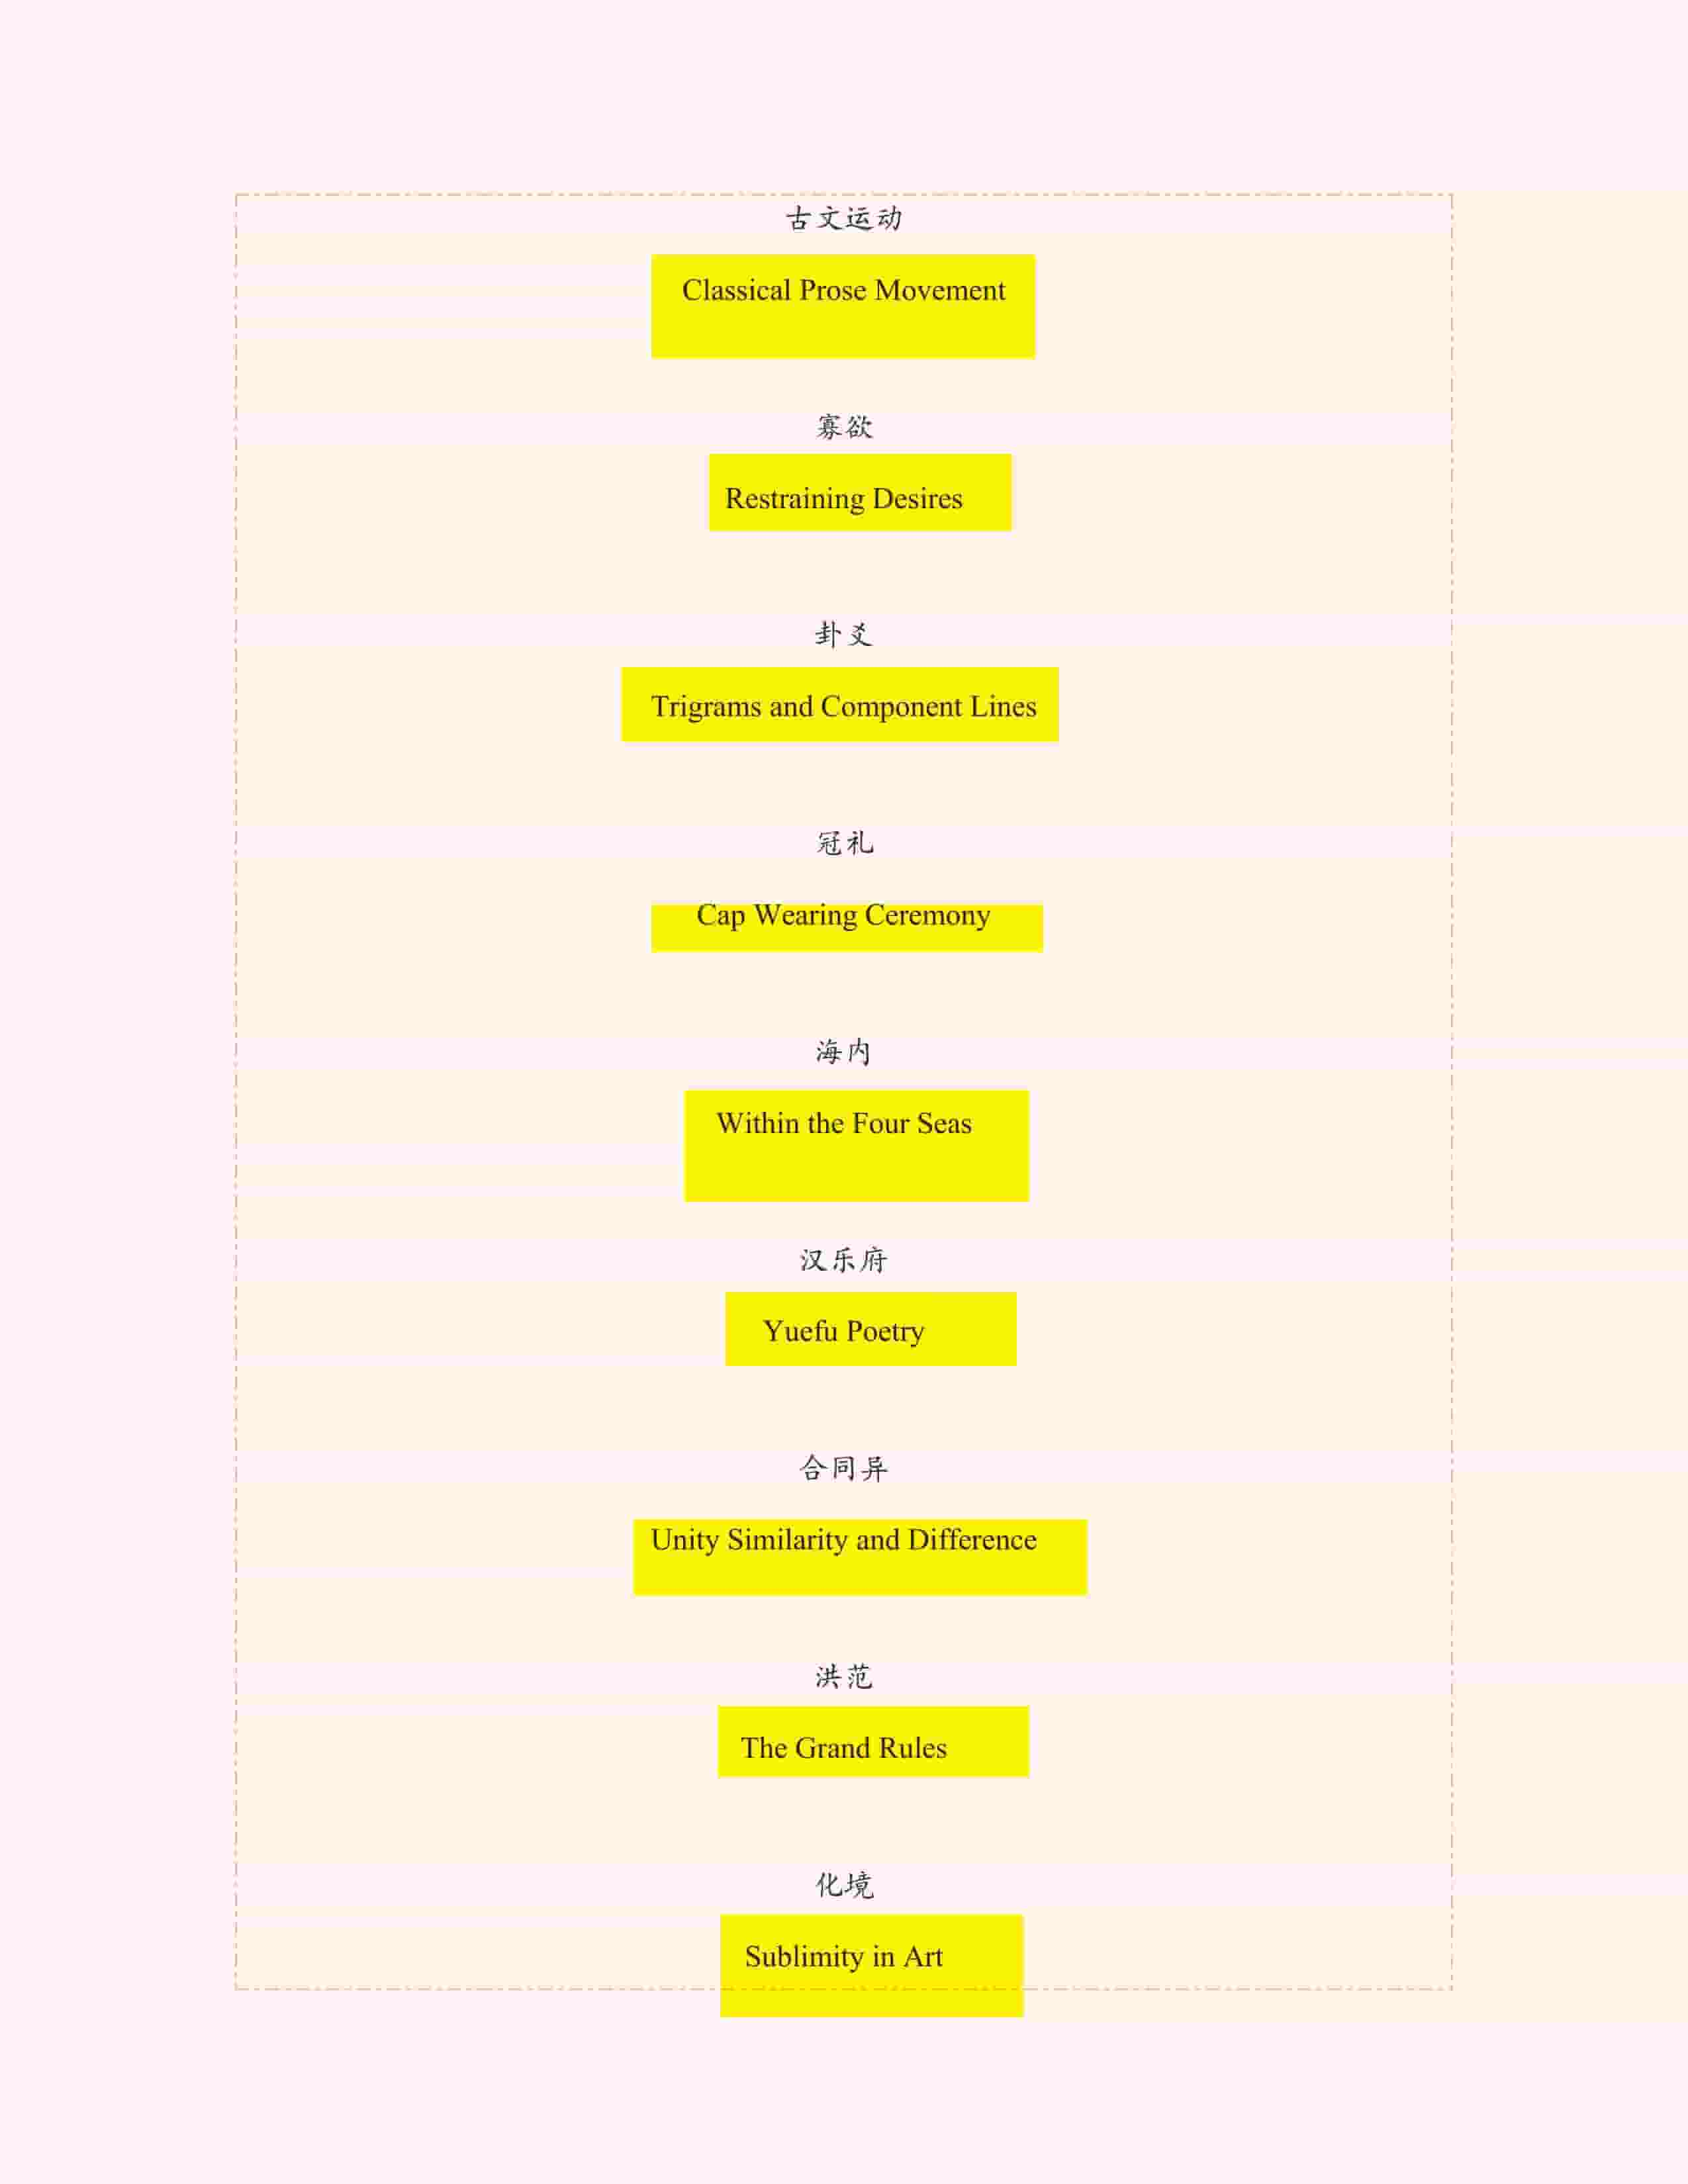 古文运动
Classical Prose Movement
寡欲
Restraining Desires
卦爻
Trigrams and Component Lines
冠礼
Cap Wearing Ceremony
海内
Within the Four Seas
汉乐府
Yuefu Poetry
合同异
Unity Similarity and Difference
洪范
The Grand Rules
化境
Sublimity in Art